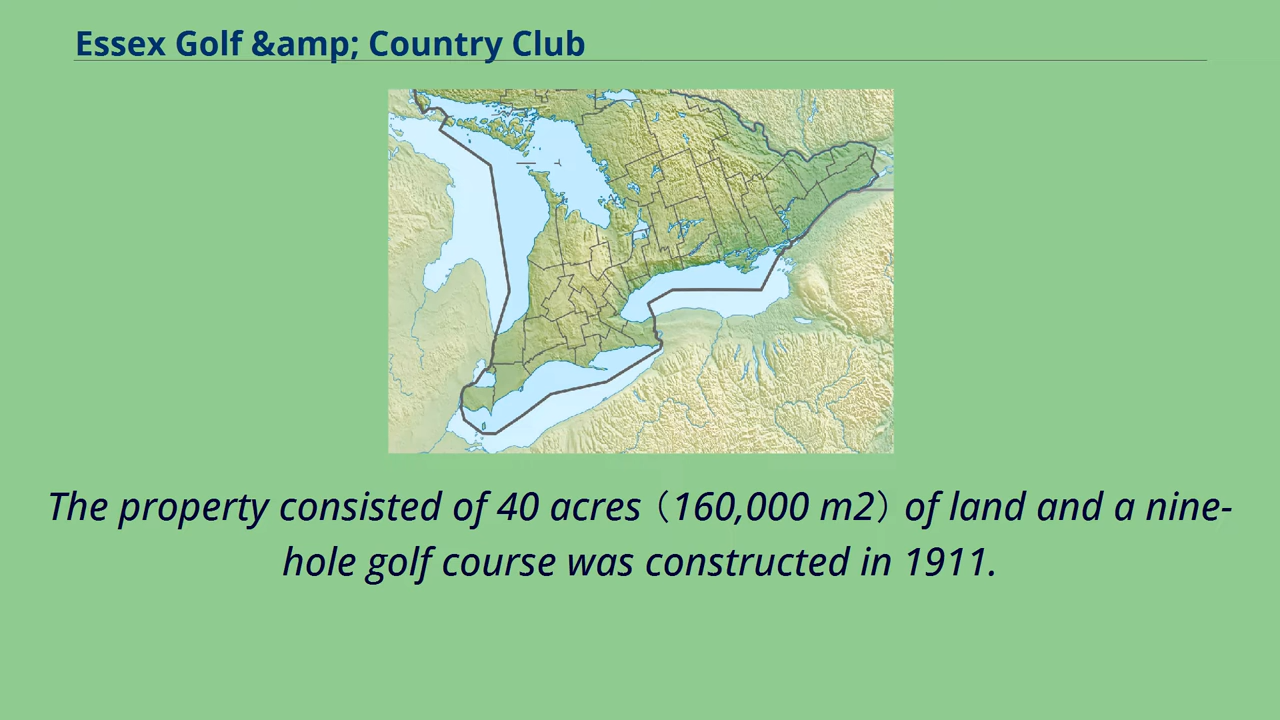 Essex Golf &amp; Country Club
The property consisted of 40 acres（160,000 m2）of land and a nine-
hole golf course was constructed in 1911.